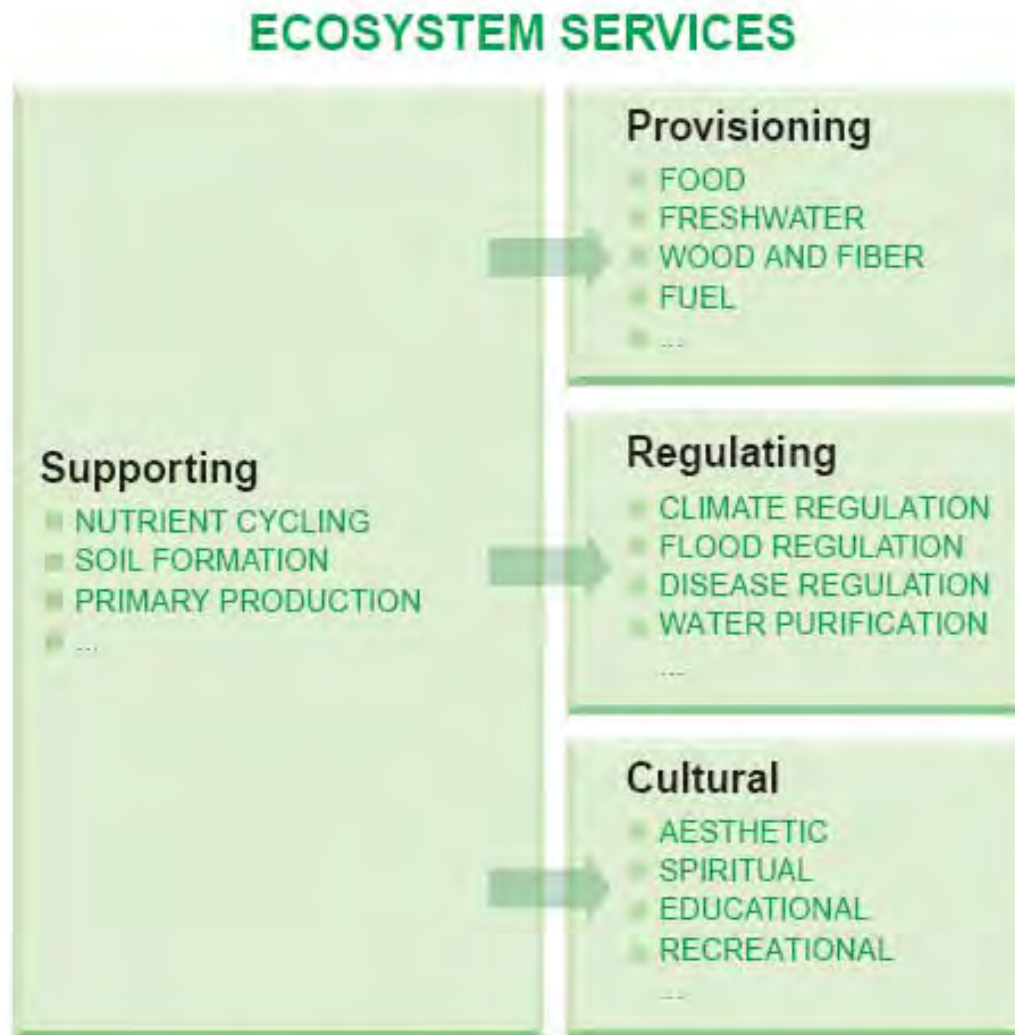 ECOSYSTEM SERVICES
Supporting
NUTRIENT CYCLING
SOIL FORMATION
PRIMARY PRODUCTION
...
Provisioning
FOOD
FRESHWATER
WOOD AND FIBER
FUEL
...
Regulating
CLIMATE REGULATION
FLOOD REGULATION
DISEASE REGULATION
WATER PURIFICATION
...
Cultural
AESTHETIC
SPIRITUAL
EDUCATIONAL
RECREATIONAL
...